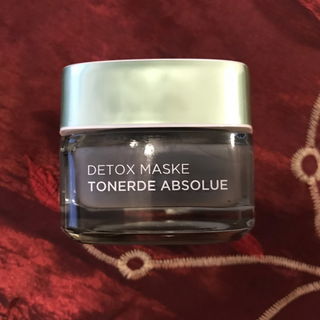 DETOX MASKE
TONERDE ABSOLUE